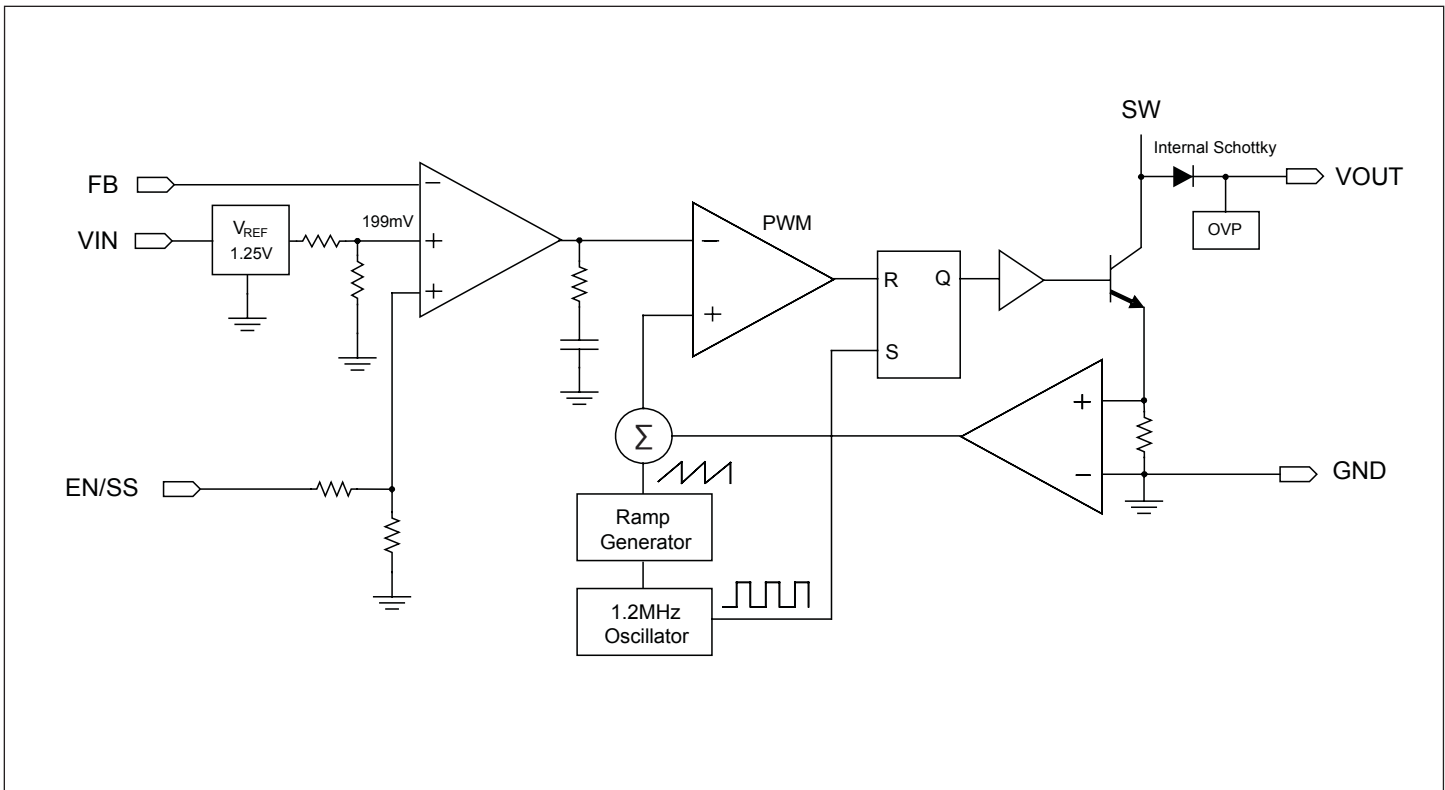 SW
Internal Schottky
FB
VOUT
199mV
PWM
VIN
VREF
1.25V
OVP
−
+
+
−
+
R
Q
S
+
−
Σ
EN/SS
GND
Ramp
Generator
1.2MHz
Oscillator